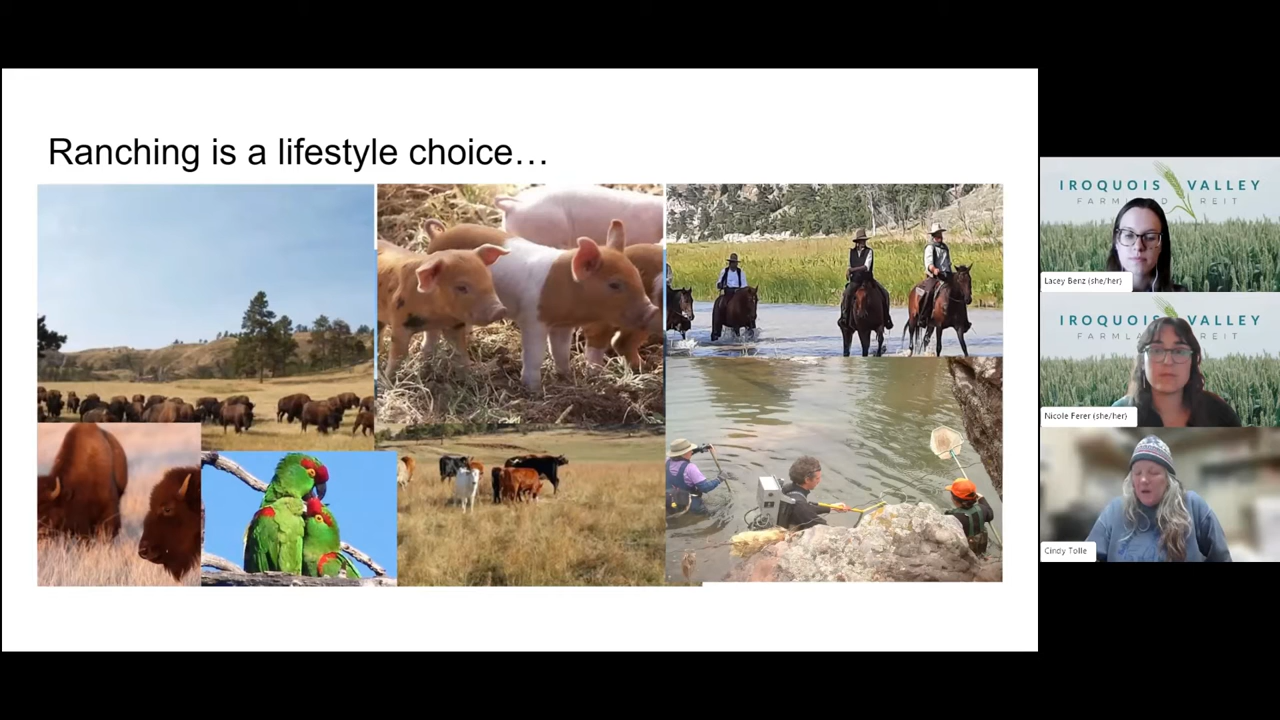 Ranching is a lifestyle choice…
IROQUOIS VALLEY
FARMLAND REIT
Lacey Benz (she/her)
IROQUOIS VALLEY
REIT
Nicole Ferer (she/her)
Cindy Tolle